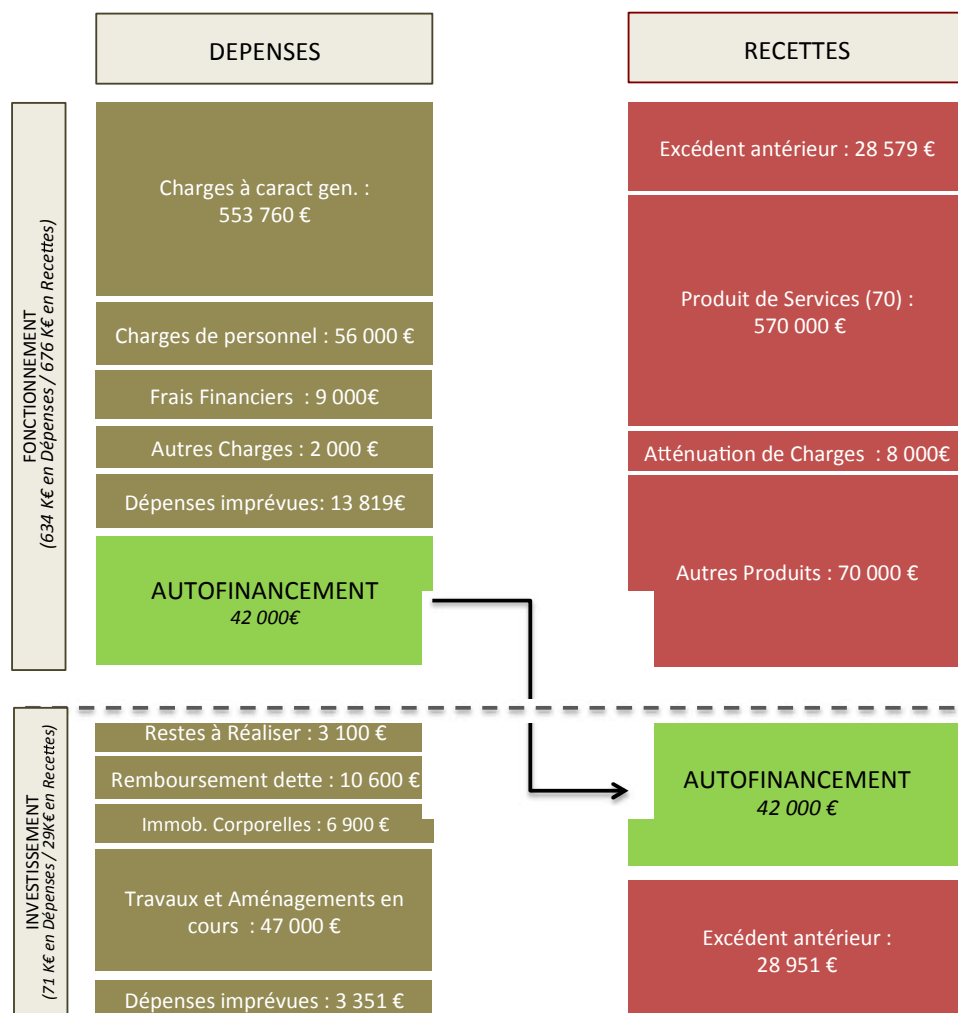 DEPENSES
RECETTES
FONCTIONNEMENT
(634 K€ en Dépenses / 676 K€ en Recettes)
Charges à caract gen. :
553 760 €
Charges de personnel : 56 000 €
Frais Financiers : 9 000€
Autres Charges : 2 000 €
Dépenses imprévues: 13 819€
AUTOFINANCEMENT
42 000€
Excédent antérieur : 28 579 €
Produit de Services (70) :
570 000 €
Atténuation de Charges : 8 000€
Autres Produits : 70 000 €
INVESTISSEMENT
(71 K€ en Dépenses / 29K€ en Recettes)
Restes à Réaliser : 3 100 €
Remboursement dette : 10 600 €
Immob. Corporelles : 6 900 €
Travaux et Aménagements en
cours : 47 000 €
Dépenses imprévues : 3 351 €
AUTOFINANCEMENT
42 000 €
Excédent antérieur :
28 951 €